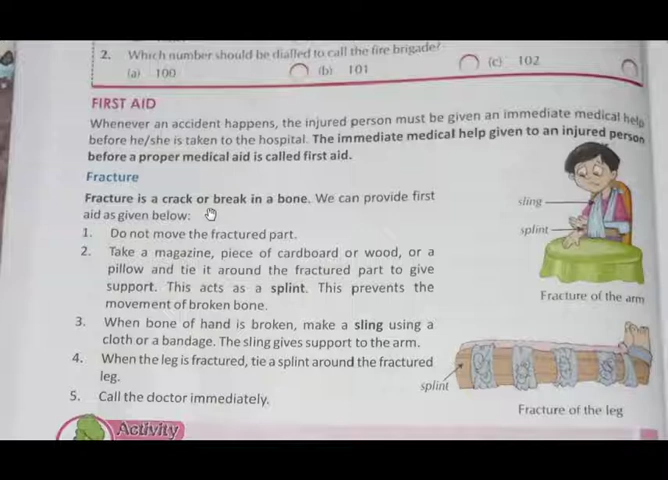 2. Which number should be dialled to call the fire brigade?
(a) 100 (b) 101 (c) 102
FIRST AID
Whenever an accident happens, the injured person must be given an immediate medical help
before he/she is taken to the hospital. The immediate medical help given to an injured person
before a proper medical aid is called first aid.
Fracture
Fracture is a crack or break in a bone. We can provide first
aid as given below:
1. Do not move the fractured part.
2. Take a magazine, piece of cardboard or wood, or a
pillow and tie it around the fractured part to give
support. This acts as a splint. This prevents the
movement of broken bone.
3. When bone of hand is broken, make a sling using a
cloth or a bandage. The sling gives support to the arm.
4. When the leg is fractured, tie a splint around the fractured
leg.
5. Call the doctor immediately.
sling
splint
Fracture of the arm
splint
Fracture of the leg
Activity